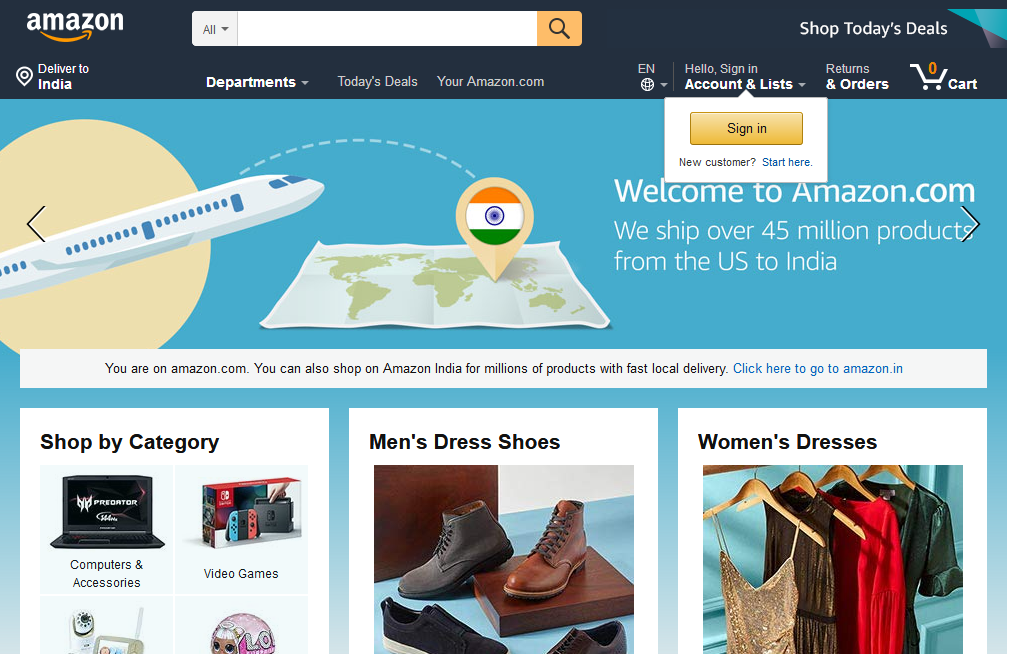 amazon
All
Shop Today's Deals
Deliver to
India
Departments
Today's Deals
Your Amazon.com
EN
Hello, Sign in
Account & Lists
Returns
& Orders
0
Cart
Sign in
New customer? Start here.
Welcome to Amazon.com
We ship over 45 million products
from the US to India
You are on amazon.com. You can also shop on Amazon India for millions of products with fast local delivery. Click here to go to amazon.in
Shop by Category
Men's Dress Shoes
Women's Dresses
PREDATOR
144Hz
Computers &
Accessories
Video Games